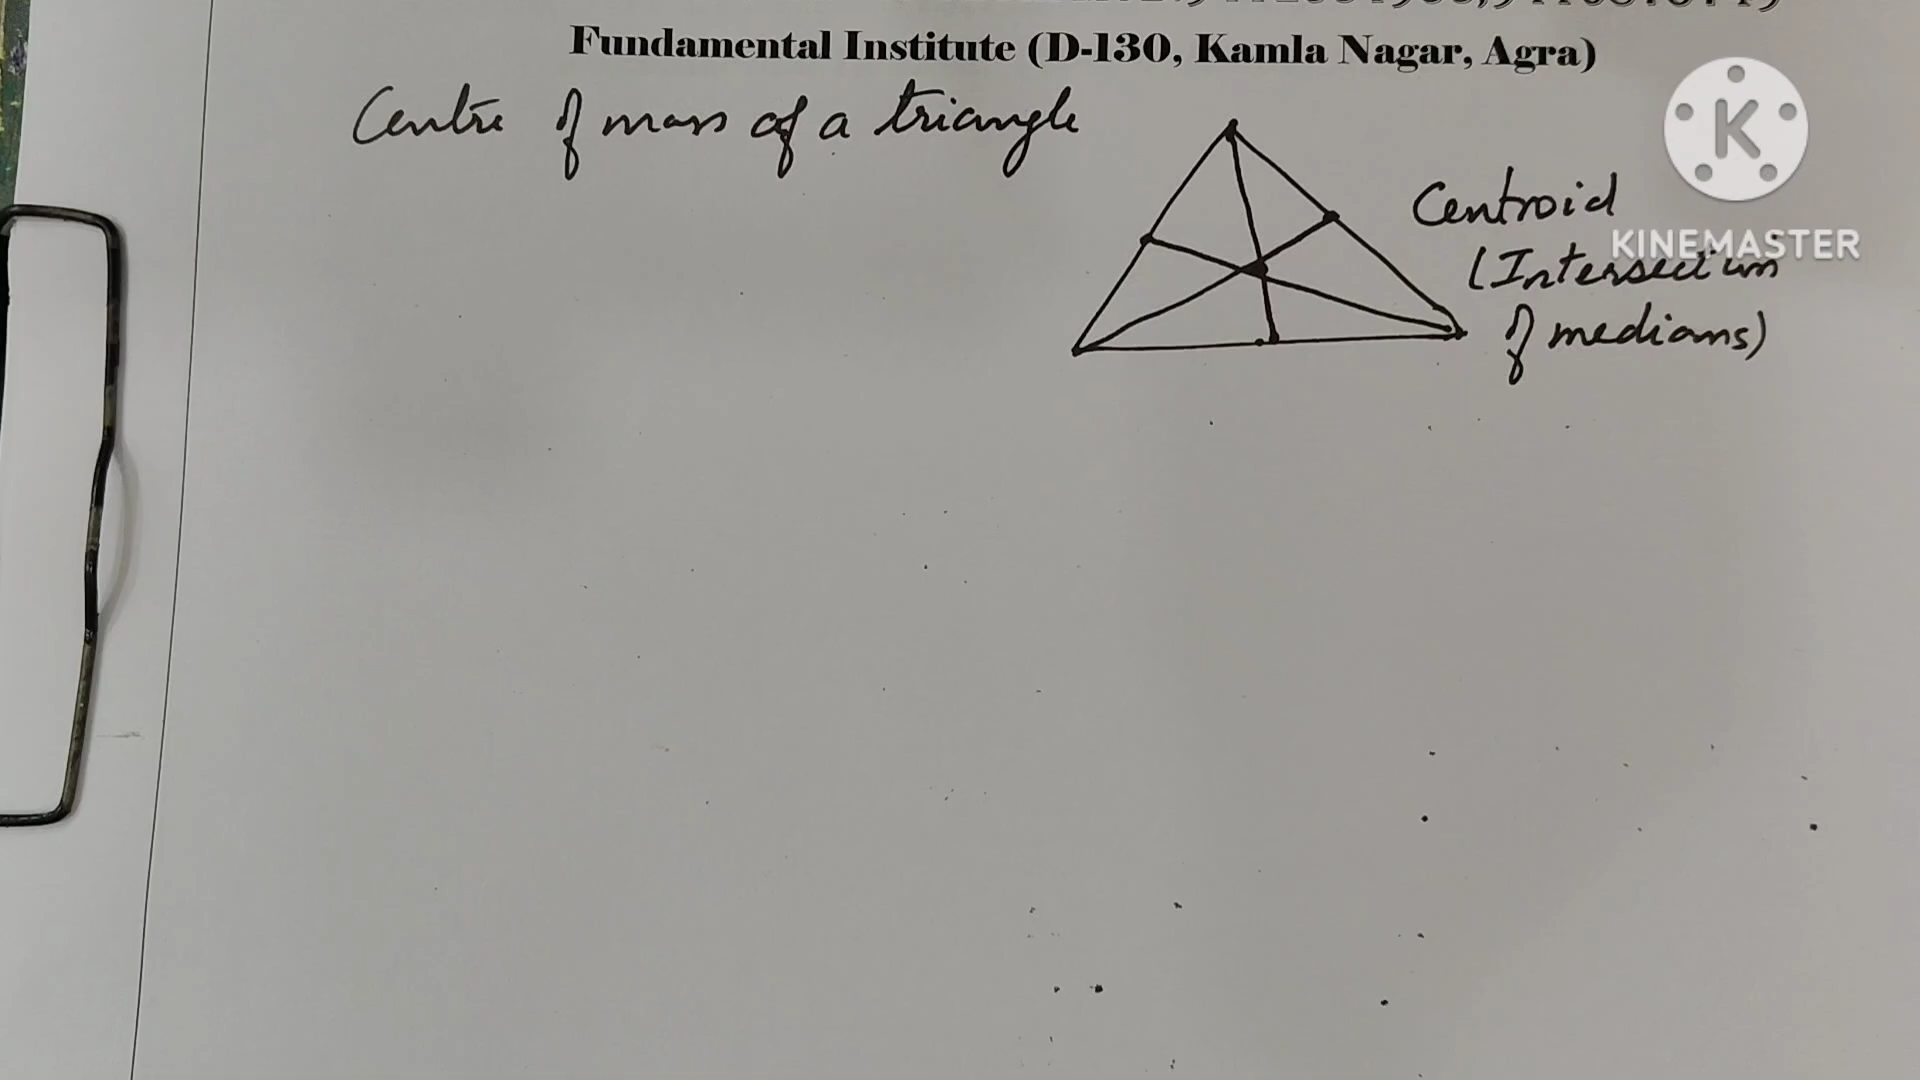 Fundamental Institute (D-130, Kamla Nagar, Agra)
Centre of mass of a triangle
K
Centroid
KINEMASTER
(Intersection
of medians)